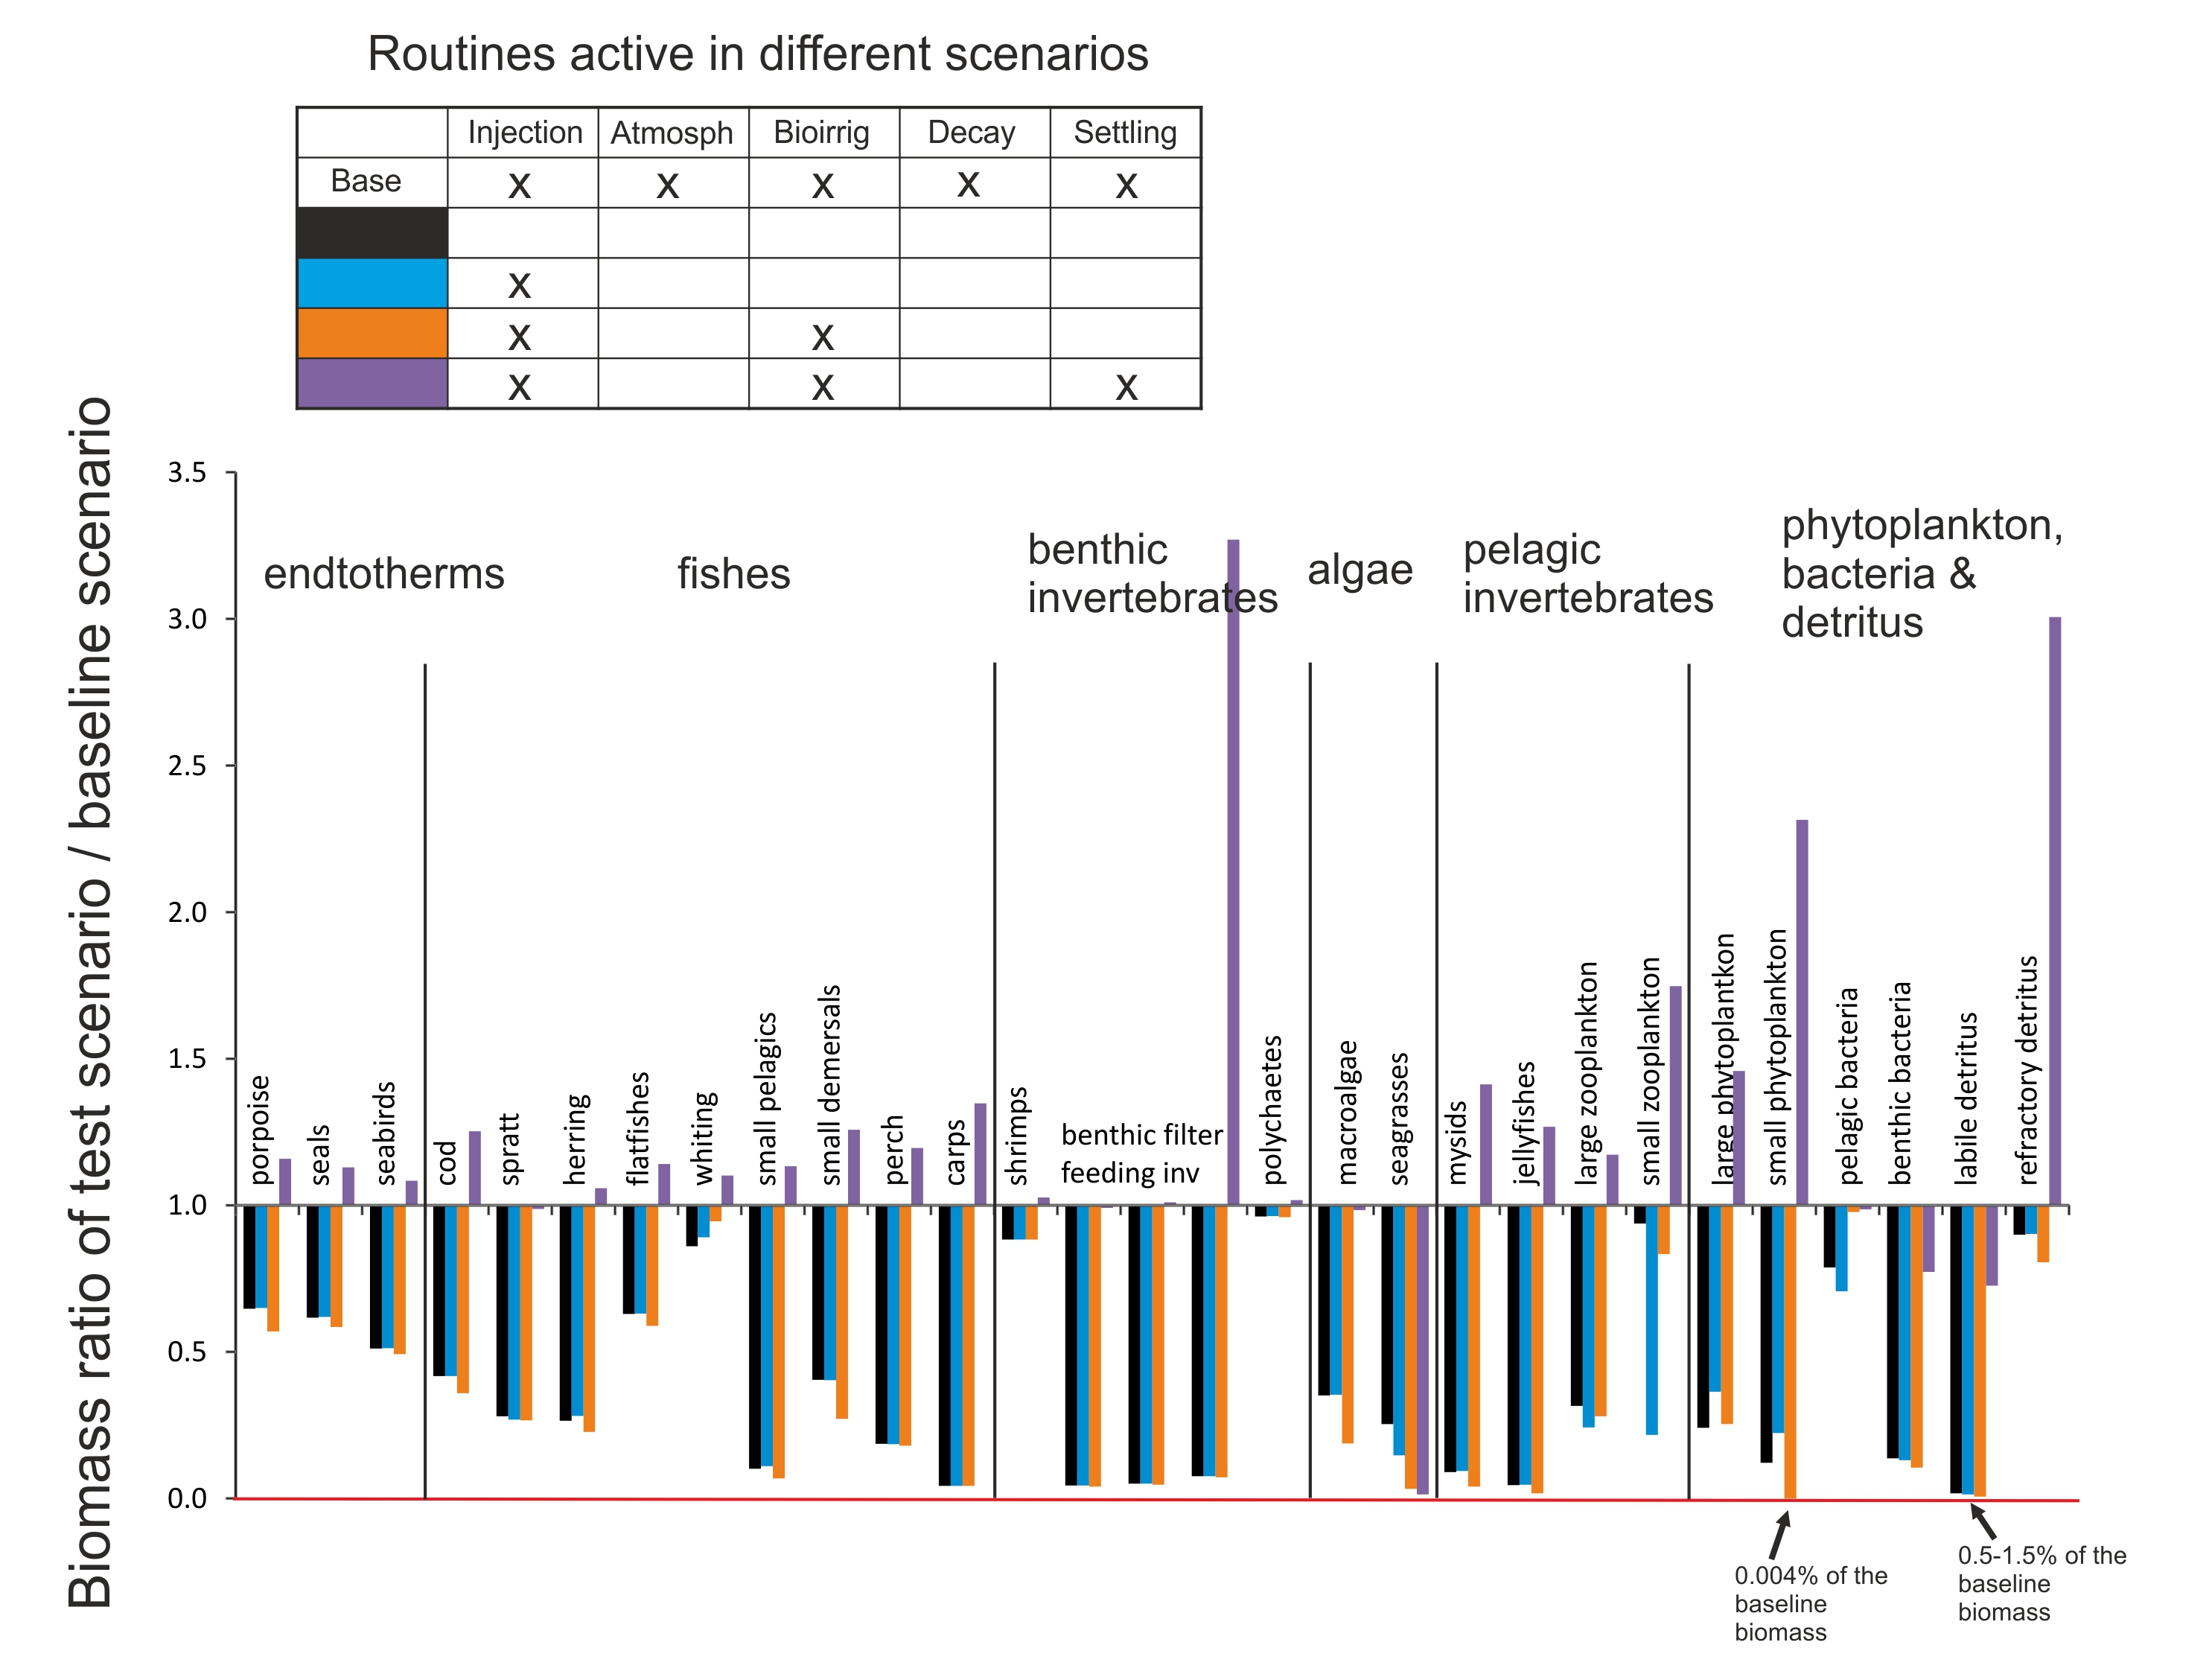 Routines active in different scenarios
Injection Atmosph Bioirrig Decay Settling
Base x x x x x
x
x x
x x x
Biomass ratio of test scenario / baseline scenario
3.5
3.0
2.5
2.0
1.5
1.0
0.5
0.0
endtotherms
fishes
benthic
invertebrates
algae
pelagic
invertebrates
phytoplankton,
bacteria &
detritus
porpoise
seals
seabirds
cod
spratt
herring
flatfishes
whiting
small pelagics
small demersals
perch
carps
shrimps
benthic filter
feeding inv
polychaetes
macroalgae
seagrasses
mysids
jellyfishes
large zooplankton
small zooplankton
large phytoplantkon
small phytoplankton
pelagic bacteria
benthic bacteria
labile detritus
refractory detritus
0.004% of the
baseline
biomass
0.5-1.5% of the
baseline
biomass